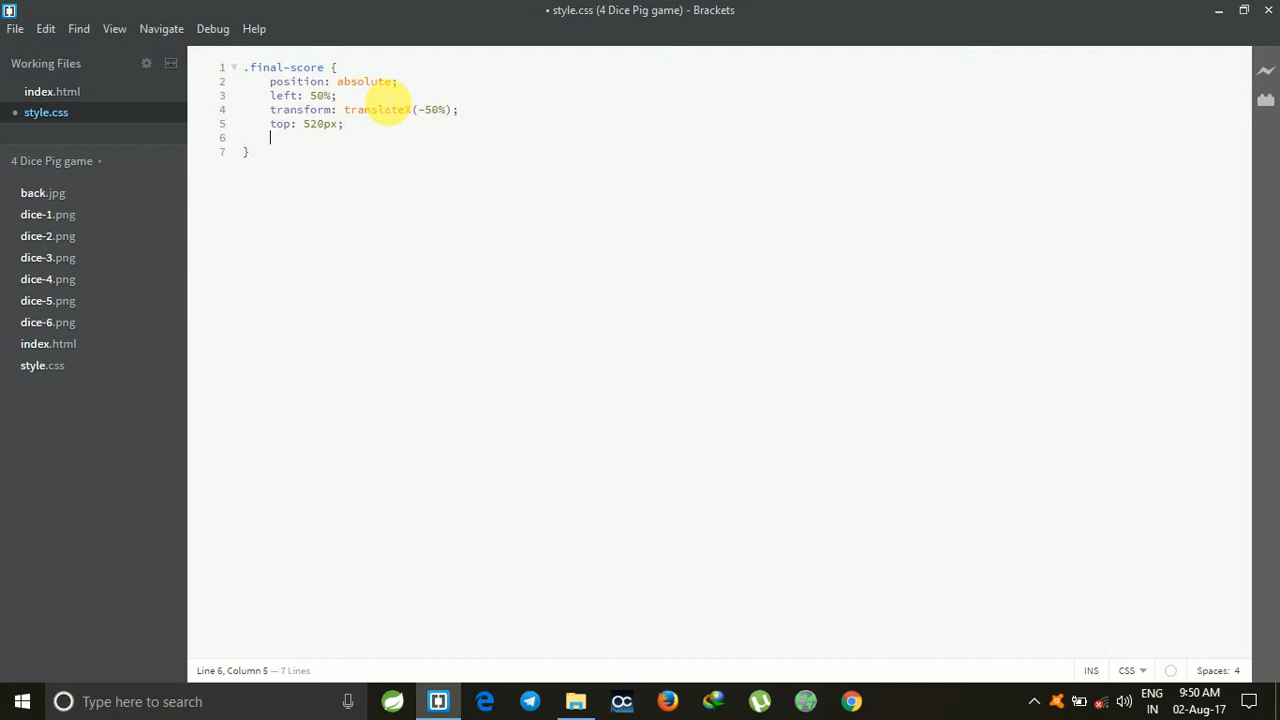 • style.css (4 Dice Pig game) - Brackets
File Edit Find View Navigate Debug Help
Working Files
index.html
• style.css
4 Dice Pig game
back.jpg
dice-1.png
dice-2.png
dice-3.png
dice-4.png
dice-5.png
dice-6.png
index.html
style.css
1 .final-score {
2 position: absolute;
3 left: 50%;
4 transform: translateX(-50%);
5 top: 520px;
6
7 }
Line 6, Column 5 — 7 Lines
INS CSS Spaces: 4
Type here to search
ENG
IN
9:50 AM
02-Aug-17